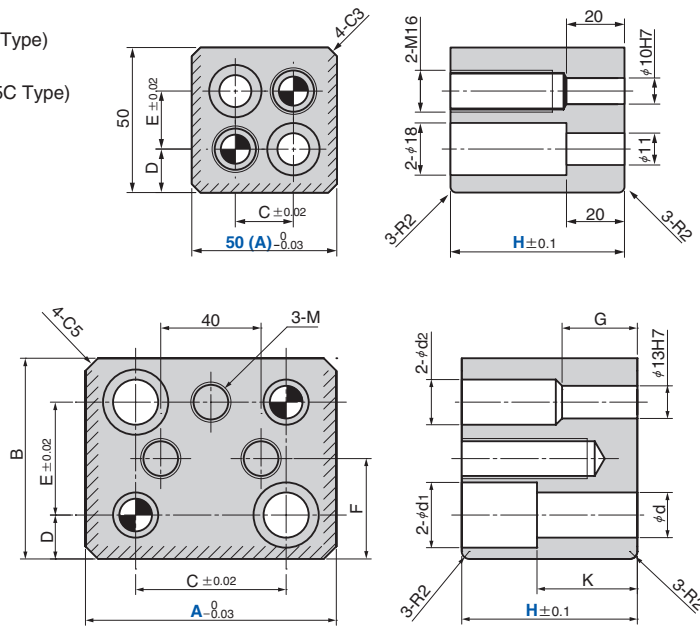 Type)
5C Type)
4-C3
50
E±0.02
D
C±0.02
50 (A) 0 -0.03
20
2-M16
φ10H7
2-φ18
φ11
20
3-R2
H±0.1
3-R2
4-C5
40
3-M
B
E±0.02
D
F
C±0.02
A 0 -0.03
G
2-φd2
φ13H7
2-φd1
φd
K
3-R2
H±0.1
3-R2